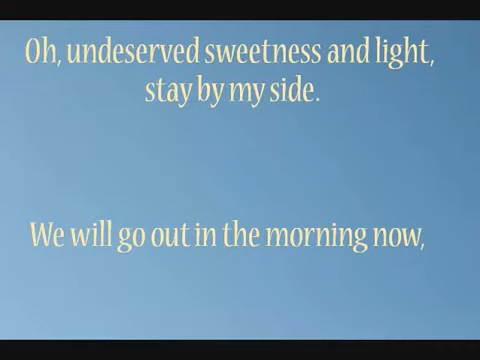 Oh, undeserved sweetness and light,
stay by my side.
We will go out in the morning now,